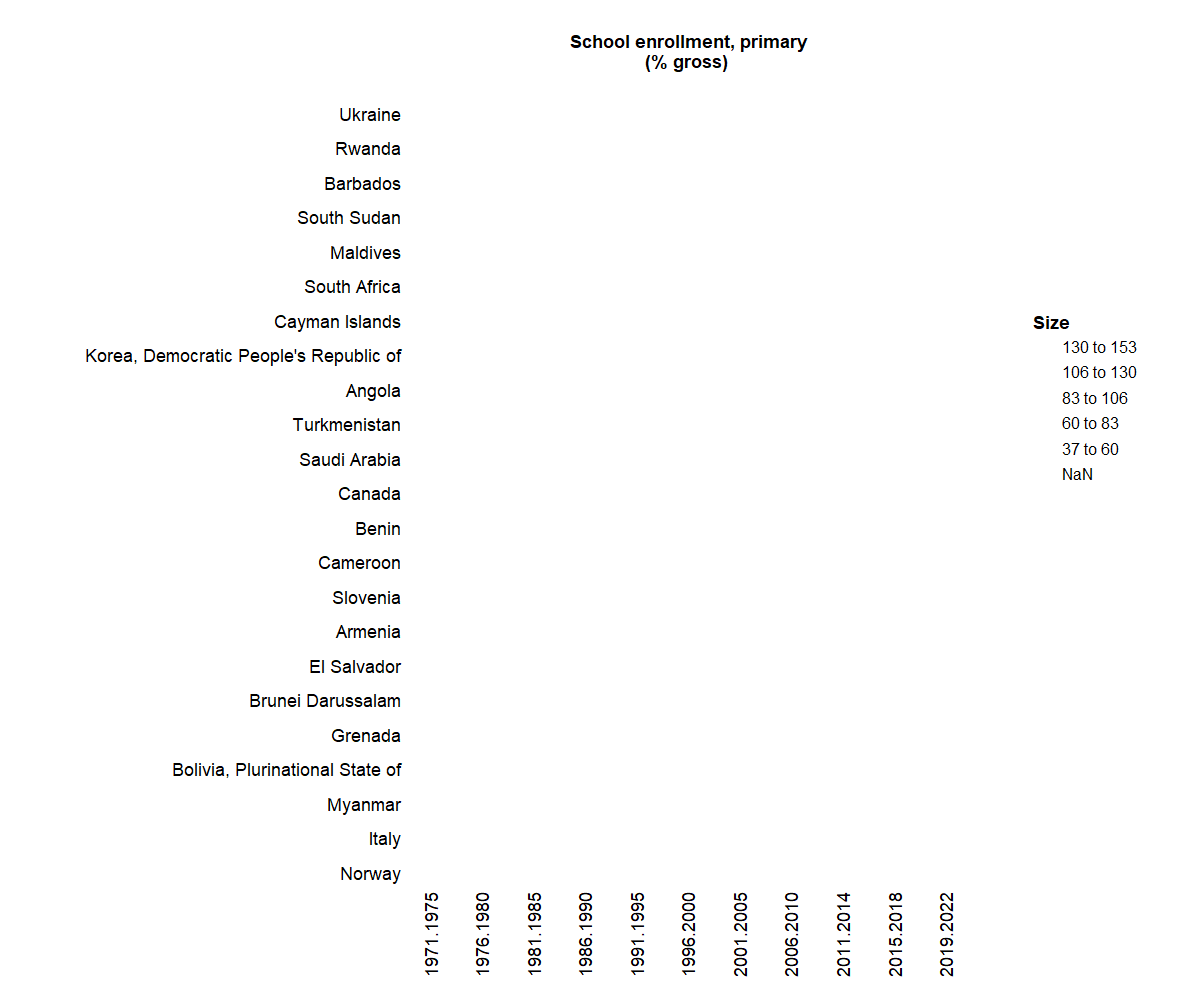 School enrollment, primary
(% gross)
Ukraine
Rwanda
Barbados
South Sudan
Maldives
South Africa
Cayman Islands
Korea, Democratic People's Republic of
Angola
Turkmenistan
Saudi Arabia
Canada
Benin
Cameroon
Slovenia
Armenia
El Salvador
Brunei Darussalam
Grenada
Bolivia, Plurinational State of
Myanmar
Italy
Norway
1971.1975
1976.1980
1981.1985
1986.1990
1991.1995
1996.2000
2001.2005
2006.2010
2011.2014
2015.2018
2019.2022
Size
130 to 153
106 to 130
83 to 106
60 to 83
37 to 60
NaN